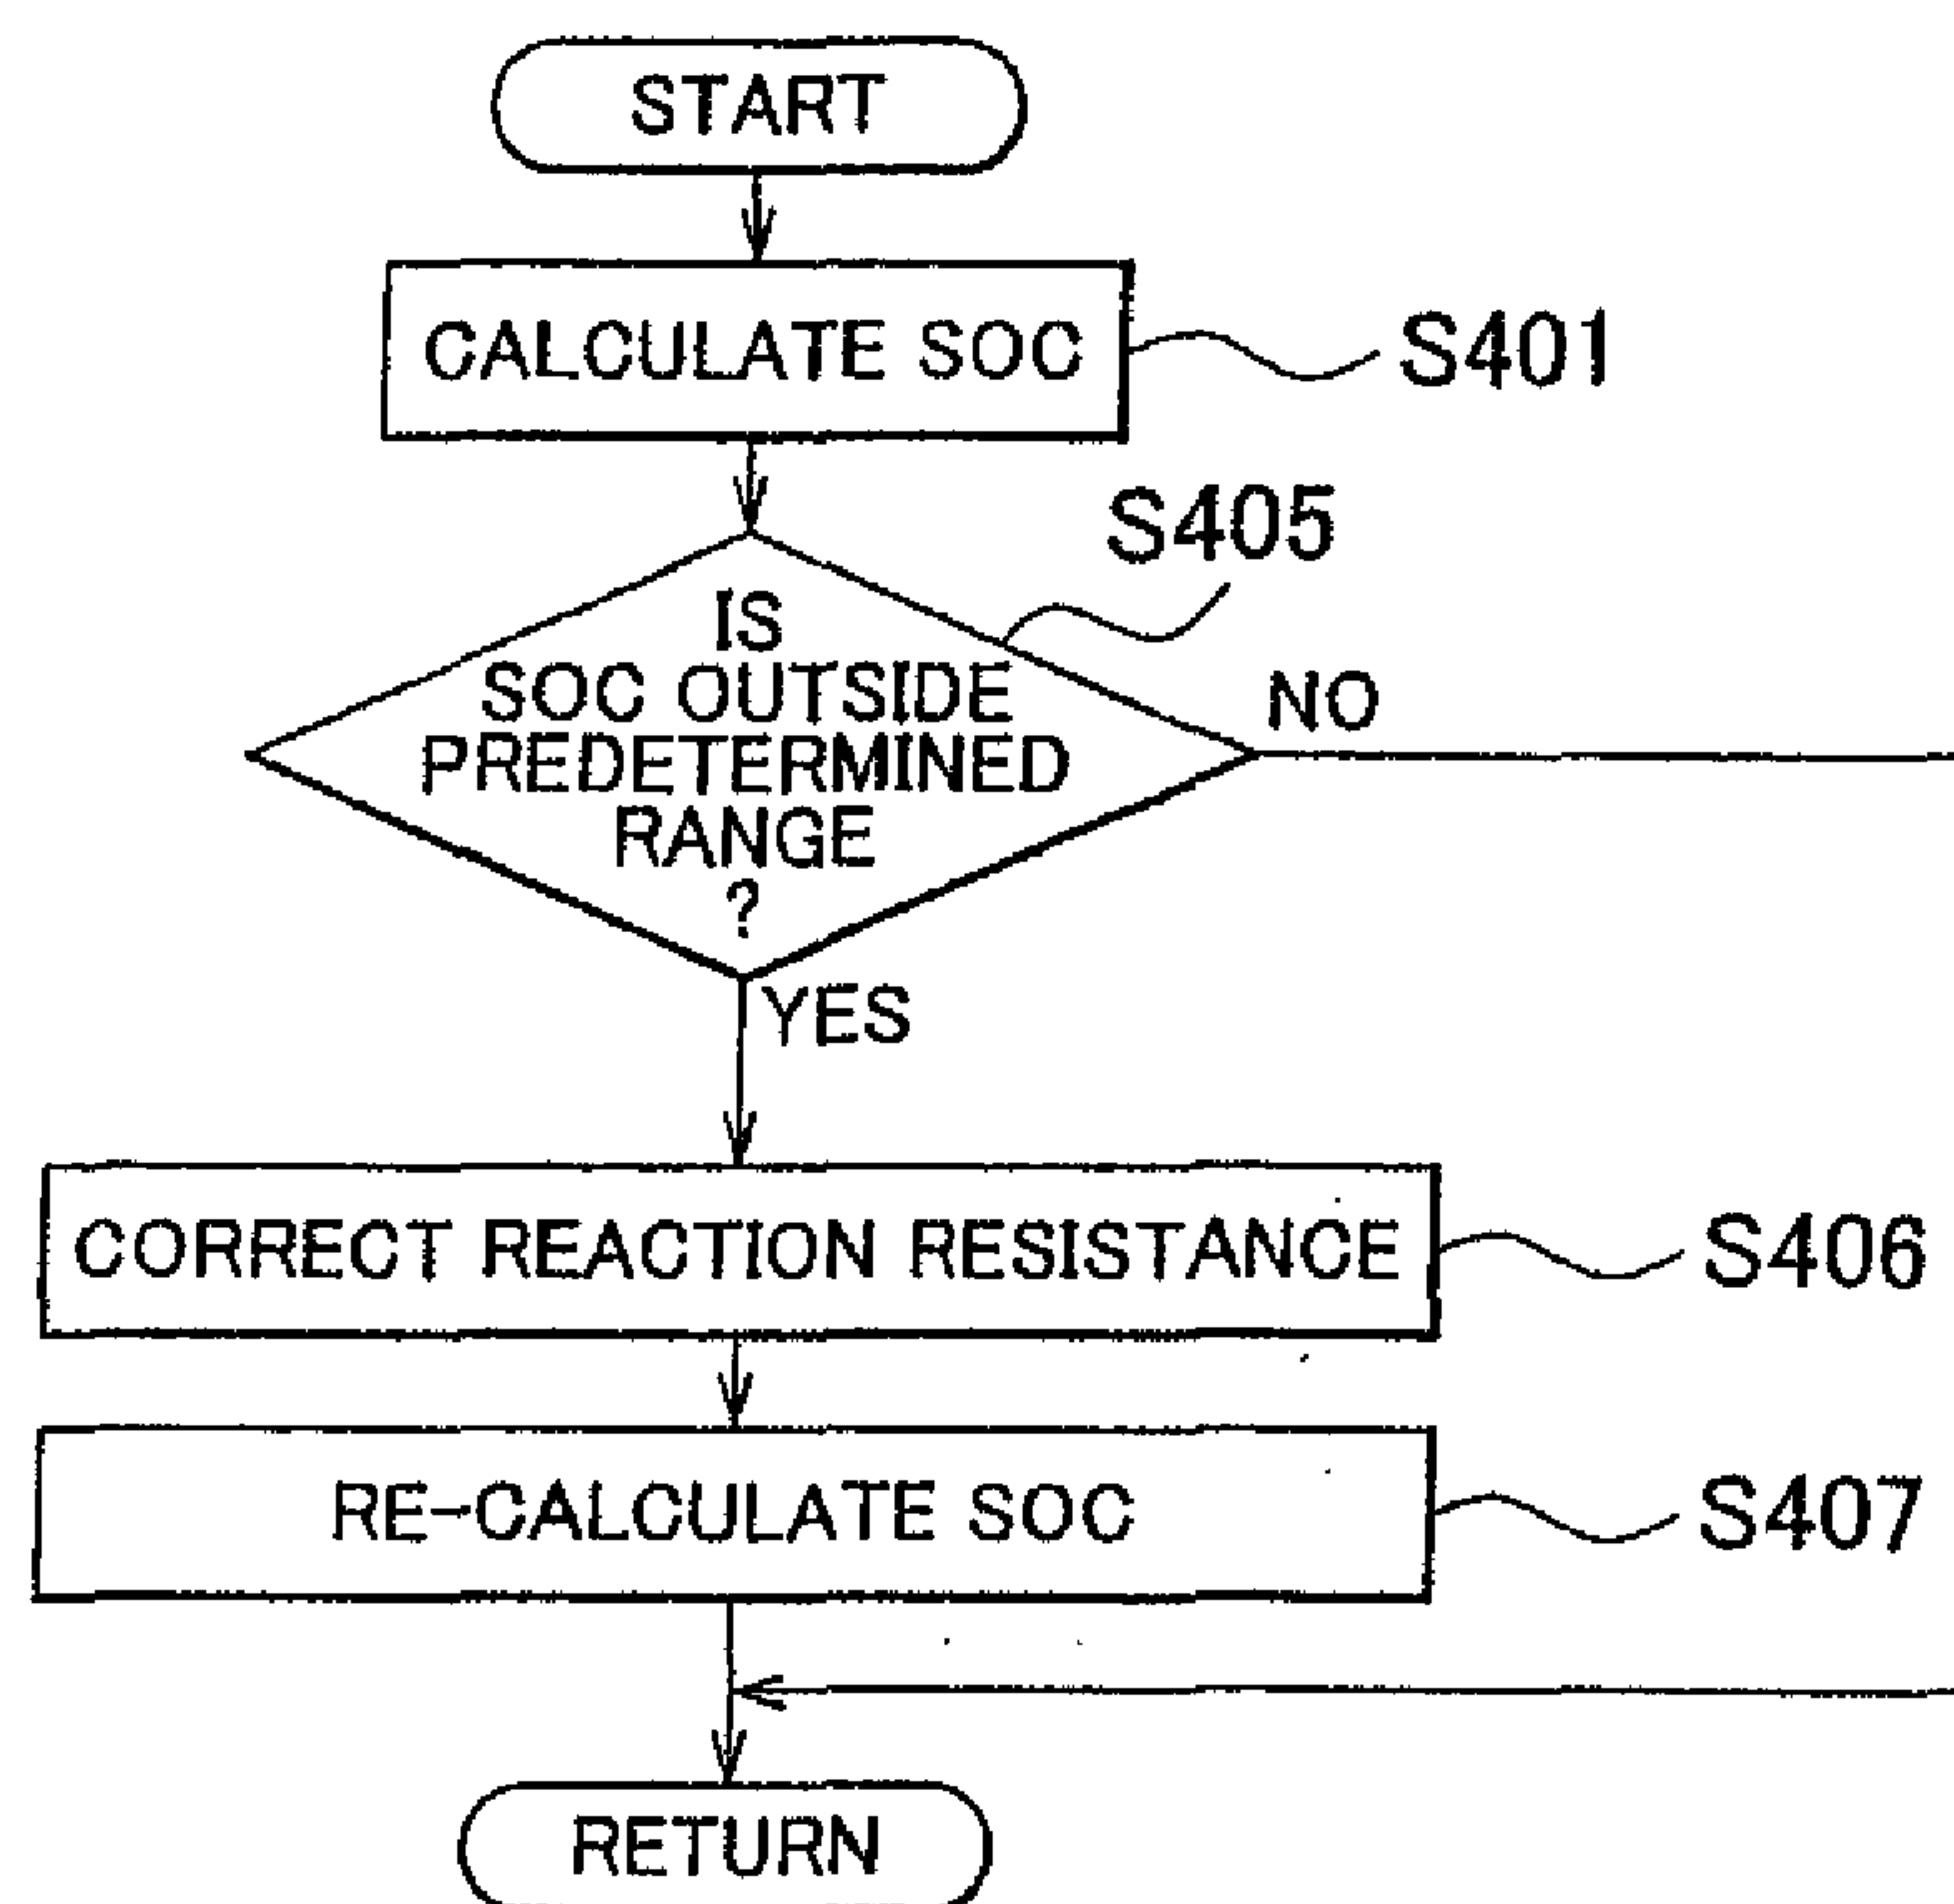 START
CALCULATE SOC
S401
S405
IS
SOC OUTSIDE
PREDETERMINED
RANGE
?
NO
YES
CORRECT REACTION RESISTANCE
S406
RE-CALCULATE SOC
S407
RETURN